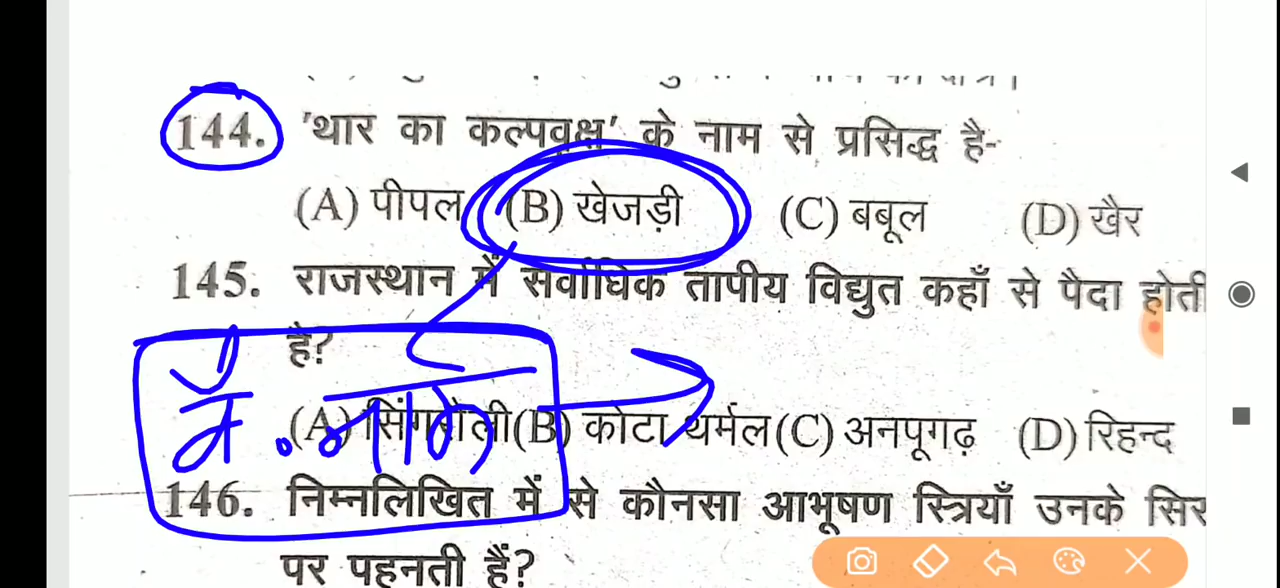 144. 'थार का कल्पवृक्ष' के नाम से प्रसिद्ध है-
(A) पीपल (B) खेजड़ी (C) बबूल (D) खैर
145. राजस्थान में सर्वाधिक तापीय विद्युत कहाँ से पैदा होती
है?
(A) सिंगरौली (B) कोटा थर्मल (C) अनपूगढ़ (D) रिहन्द
146. निम्नलिखित में से कौनसा आभूषण स्त्रियाँ उनके सिर
पर पहनती हैं?